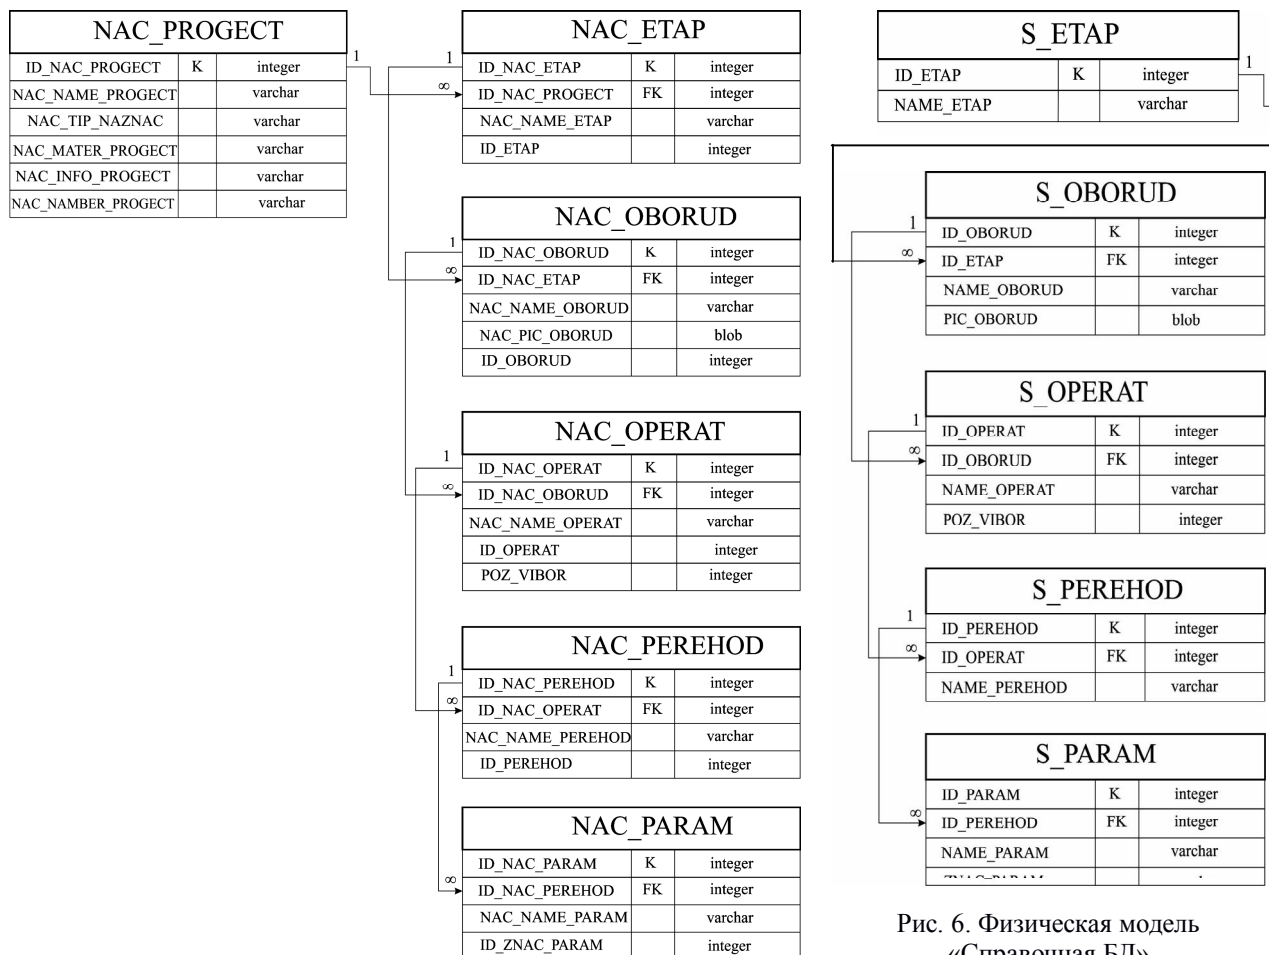 NAC_PROGECT
ID_NAC_PROGECT K integer
NAC_NAME_PROGECT varchar
NAC_TIP_NAZNAC varchar
NAC_MATER_PROGECT varchar
NAC_INFO_PROGECT varchar
NAC_NAMBER_PROGECT varchar
1
∞
NAC_ETAP
1
ID_NAC_ETAP K integer
ID_NAC_PROGECT FK integer
NAC_NAME_ETAP varchar
ID_ETAP integer
NAC_OBORUD
1
∞
ID_NAC_OBORUD K integer
ID_NAC_ETAP FK integer
NAC_NAME_OBORUD varchar
NAC_PIC_OBORUD blob
ID_OBORUD integer
NAC_OPERAT
1
∞
ID_NAC_OPERAT K integer
ID_NAC_OBORUD FK integer
NAC_NAME_OPERAT varchar
ID_OPERAT integer
POZ_VIBOR integer
NAC_PEREHOD
1
∞
ID_NAC_PEREHOD K integer
ID_NAC_OPERAT FK integer
NAC_NAME_PEREHOD varchar
ID_PEREHOD integer
NAC_PARAM
∞
ID_NAC_PARAM K integer
ID_NAC_PEREHOD FK integer
NAC_NAME_PARAM varchar
ID_ZNAC_PARAM integer
S_ETAP
ID_ETAP K integer
NAME_ETAP varchar
1
S_OBORUD
1
∞
ID_OBORUD K integer
ID_ETAP FK integer
NAME_OBORUD varchar
PIC_OBORUD blob
S_OPERAT
1
∞
ID_OPERAT K integer
ID_OBORUD FK integer
NAME_OPERAT varchar
POZ_VIBOR integer
S_PEREHOD
1
∞
ID_PEREHOD K integer
ID_OPERAT FK integer
NAME_PEREHOD varchar
S_PARAM
∞
ID_PARAM K integer
ID_PEREHOD FK integer
NAME_PARAM varchar
Рис. 6. Физическая модель
«Справочная БД»